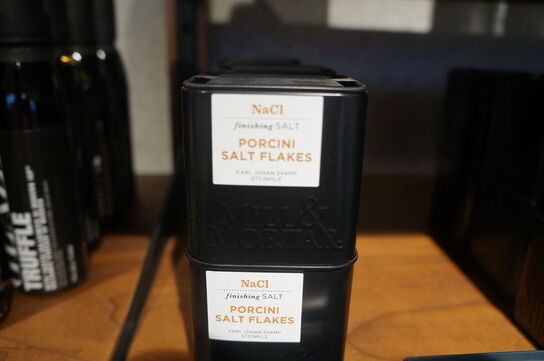 NaCl
finishing SALT
PORCINI
SALT FLAKES
KARL JOHAN SVAMP
STEINPILZ
MILL &
MORTAR
NaCl
finishing SALT
PORCINI
SALT FLAKES
KARL JOHAN SVAMP
STEINPILZ
TRUFFLE